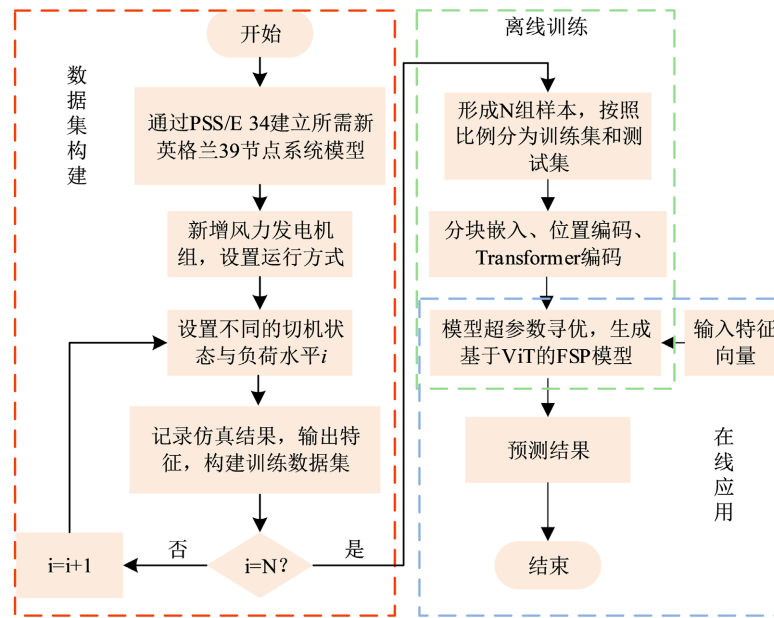 开始
数据集构建
通过PSS/E 34建立所需新
英格兰39节点系统模型
新增风力发电机
组，设置运行方式
设置不同的切机状
态与负荷水平i
记录仿真结果，输出特
征，构建训练数据集
i=N？
否
是
i=i+1
离线训练
形成N组样本，按照
比例分为训练集和测
试集
分块嵌入、位置编码、
Transformer编码
模型超参数寻优，生成
基于ViT的FSP模型
输入特征
向量
预测结果
在线应用
结束